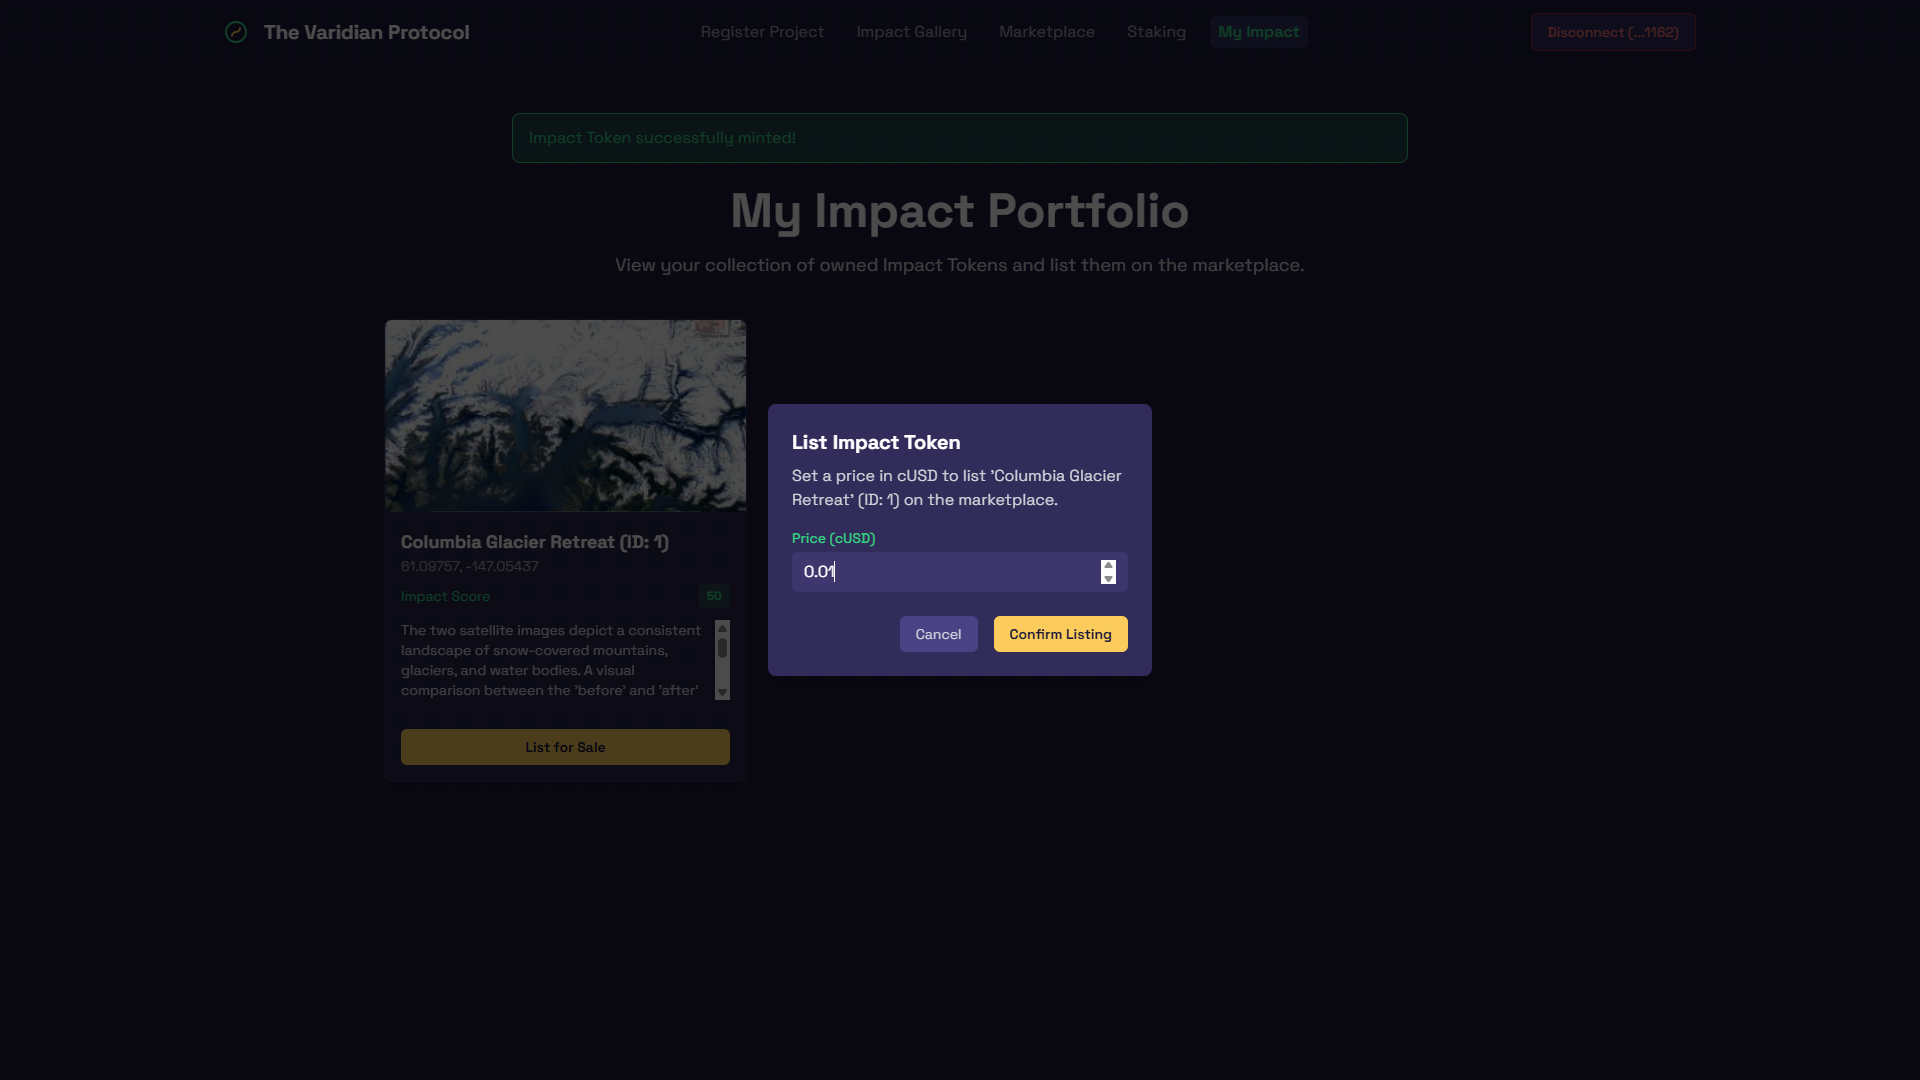 The Varidian Protocol
Register Project
Impact Gallery
Marketplace
Staking
My Impact
Disconnect (...1162)
Impact Token successfully minted!
My Impact Portfolio
View your collection of owned Impact Tokens and list them on the marketplace.
Columbia Glacier Retreat (ID: 1)
61.09757, -147.05437
Impact Score
50
The two satellite images depict a consistent
landscape of snow-covered mountains,
glaciers, and water bodies. A visual
comparison between the 'before' and 'after'
List for Sale
List Impact Token
Set a price in cUSD to list 'Columbia Glacier
Retreat' (ID: 1) on the marketplace.
Price (cUSD)
0.01
Cancel
Confirm Listing